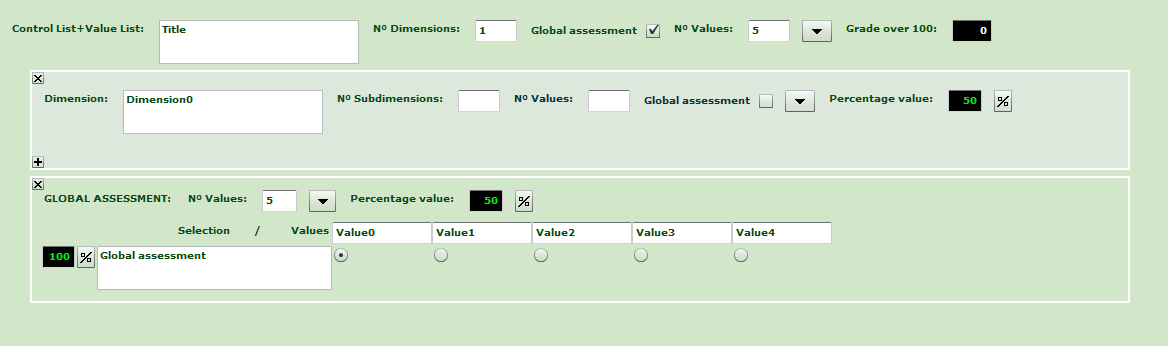 Control List+Value List: Title Nº Dimensions: 1 Global assessment Nº Values: 5 Grade over 100: 0
Dimension: Dimension0 Nº Subdimensions: Nº Values: Global assessment Percentage value: 50 %
GLOBAL ASSESSMENT: Nº Values: 5 Percentage value: 50 %
Selection / Values Value0 Value1 Value2 Value3 Value4
100 % Global assessment